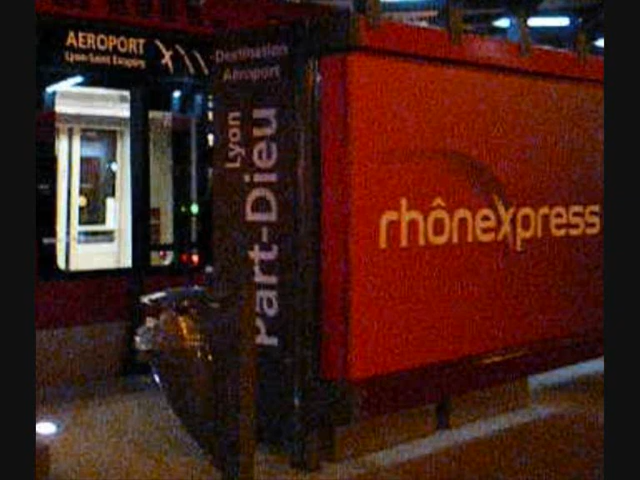 AEROPORT
Lyon-Saint Exupéry
Destination
Aéroport
Lyon
Part-Dieu
rhônexpress